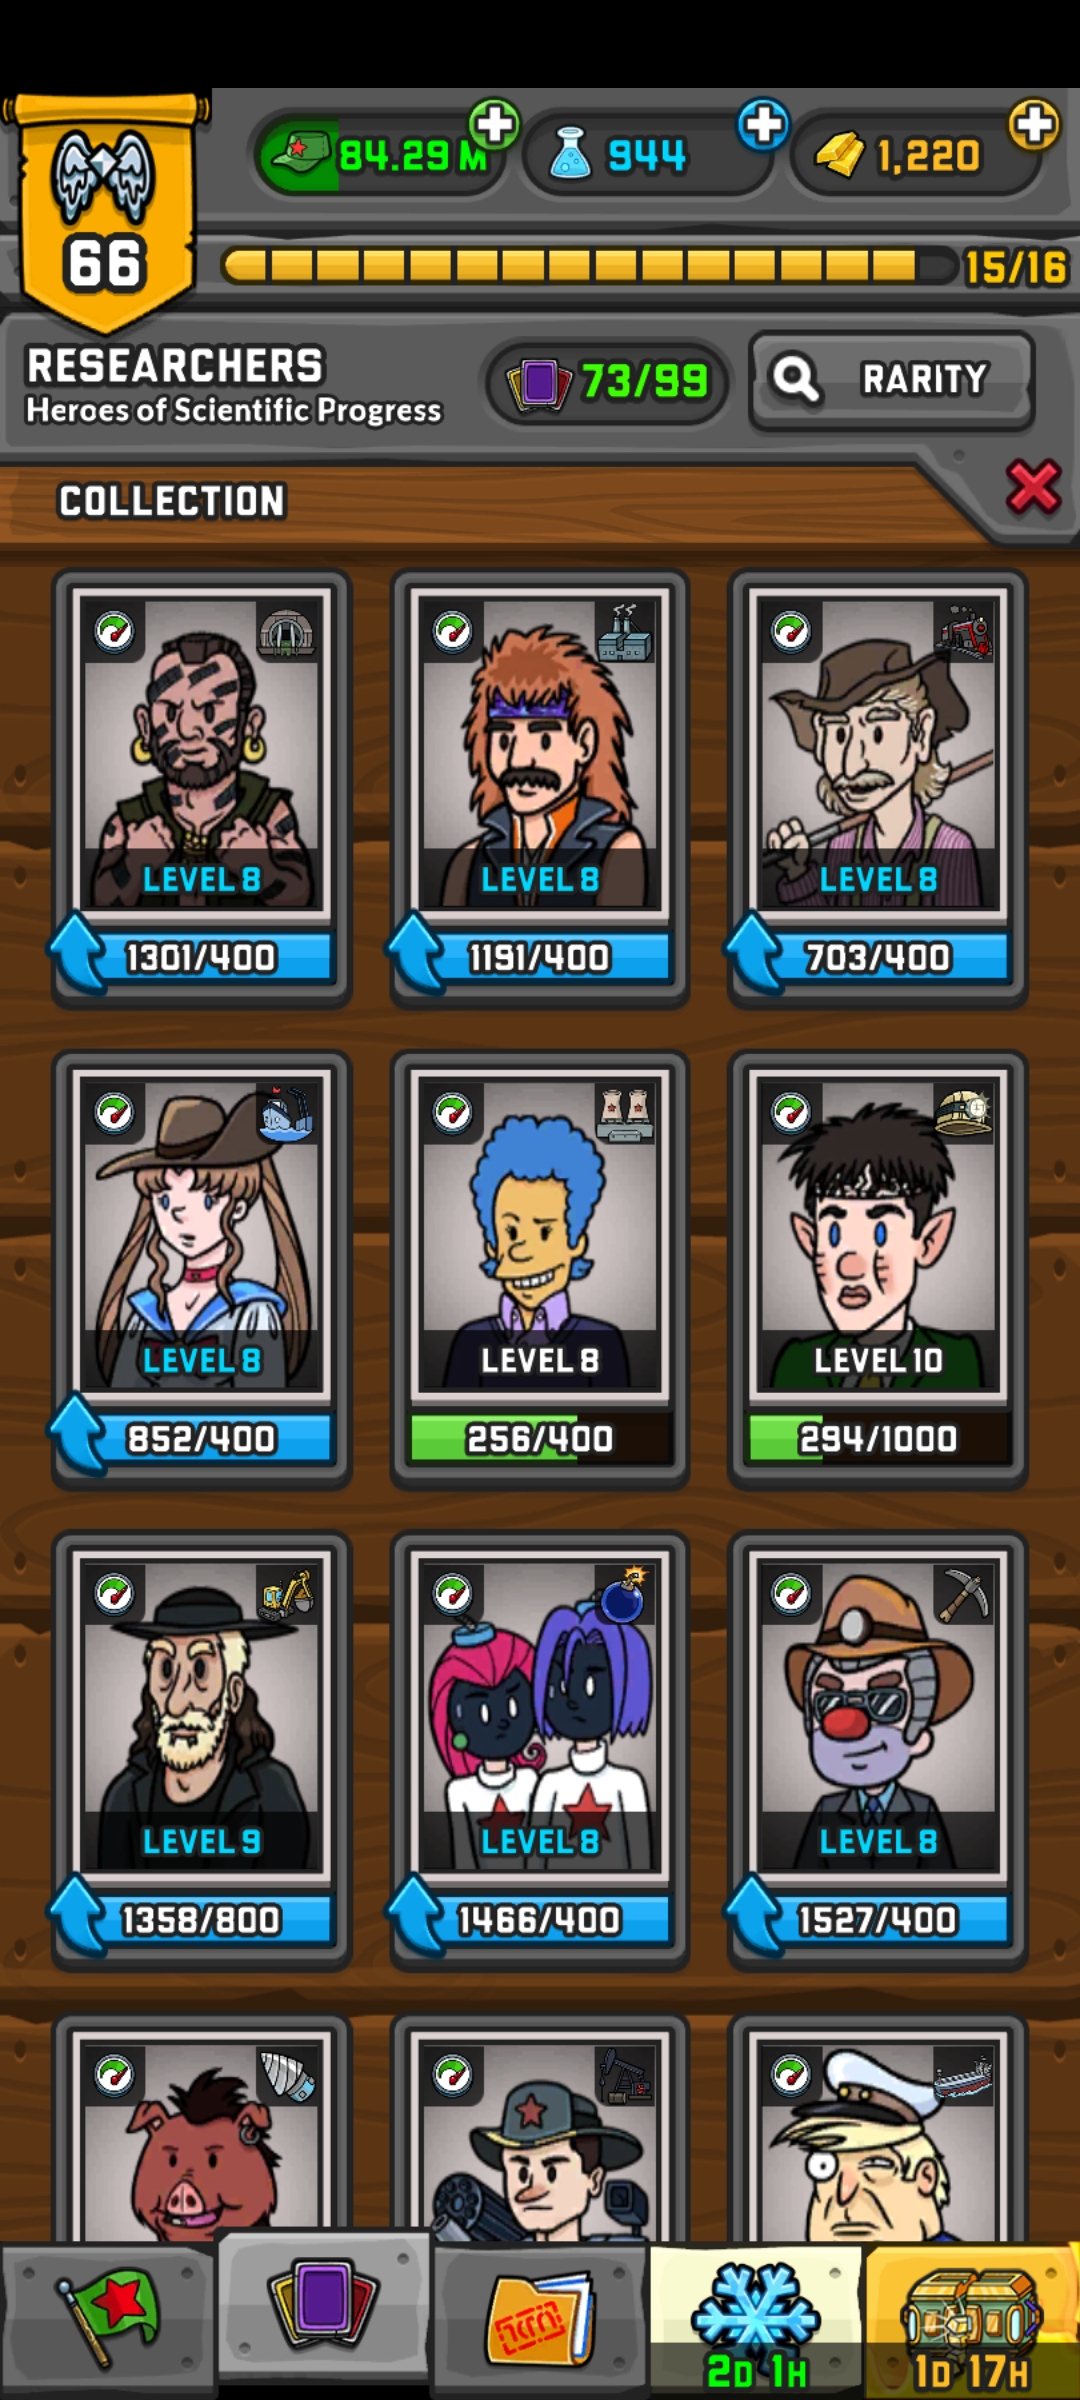 84.29 M
944
1,220
66
15/16
RESEARCHERS
Heroes of Scientific Progress
73/99
RARITY
COLLECTION
LEVEL 8
LEVEL 8
LEVEL 8
1301/400
1191/400
703/400
LEVEL 8
LEVEL 8
LEVEL 10
852/400
256/400
294/1000
LEVEL 9
LEVEL 8
LEVEL 8
1358/800
1466/400
1527/400
2D 1H
1D 17H